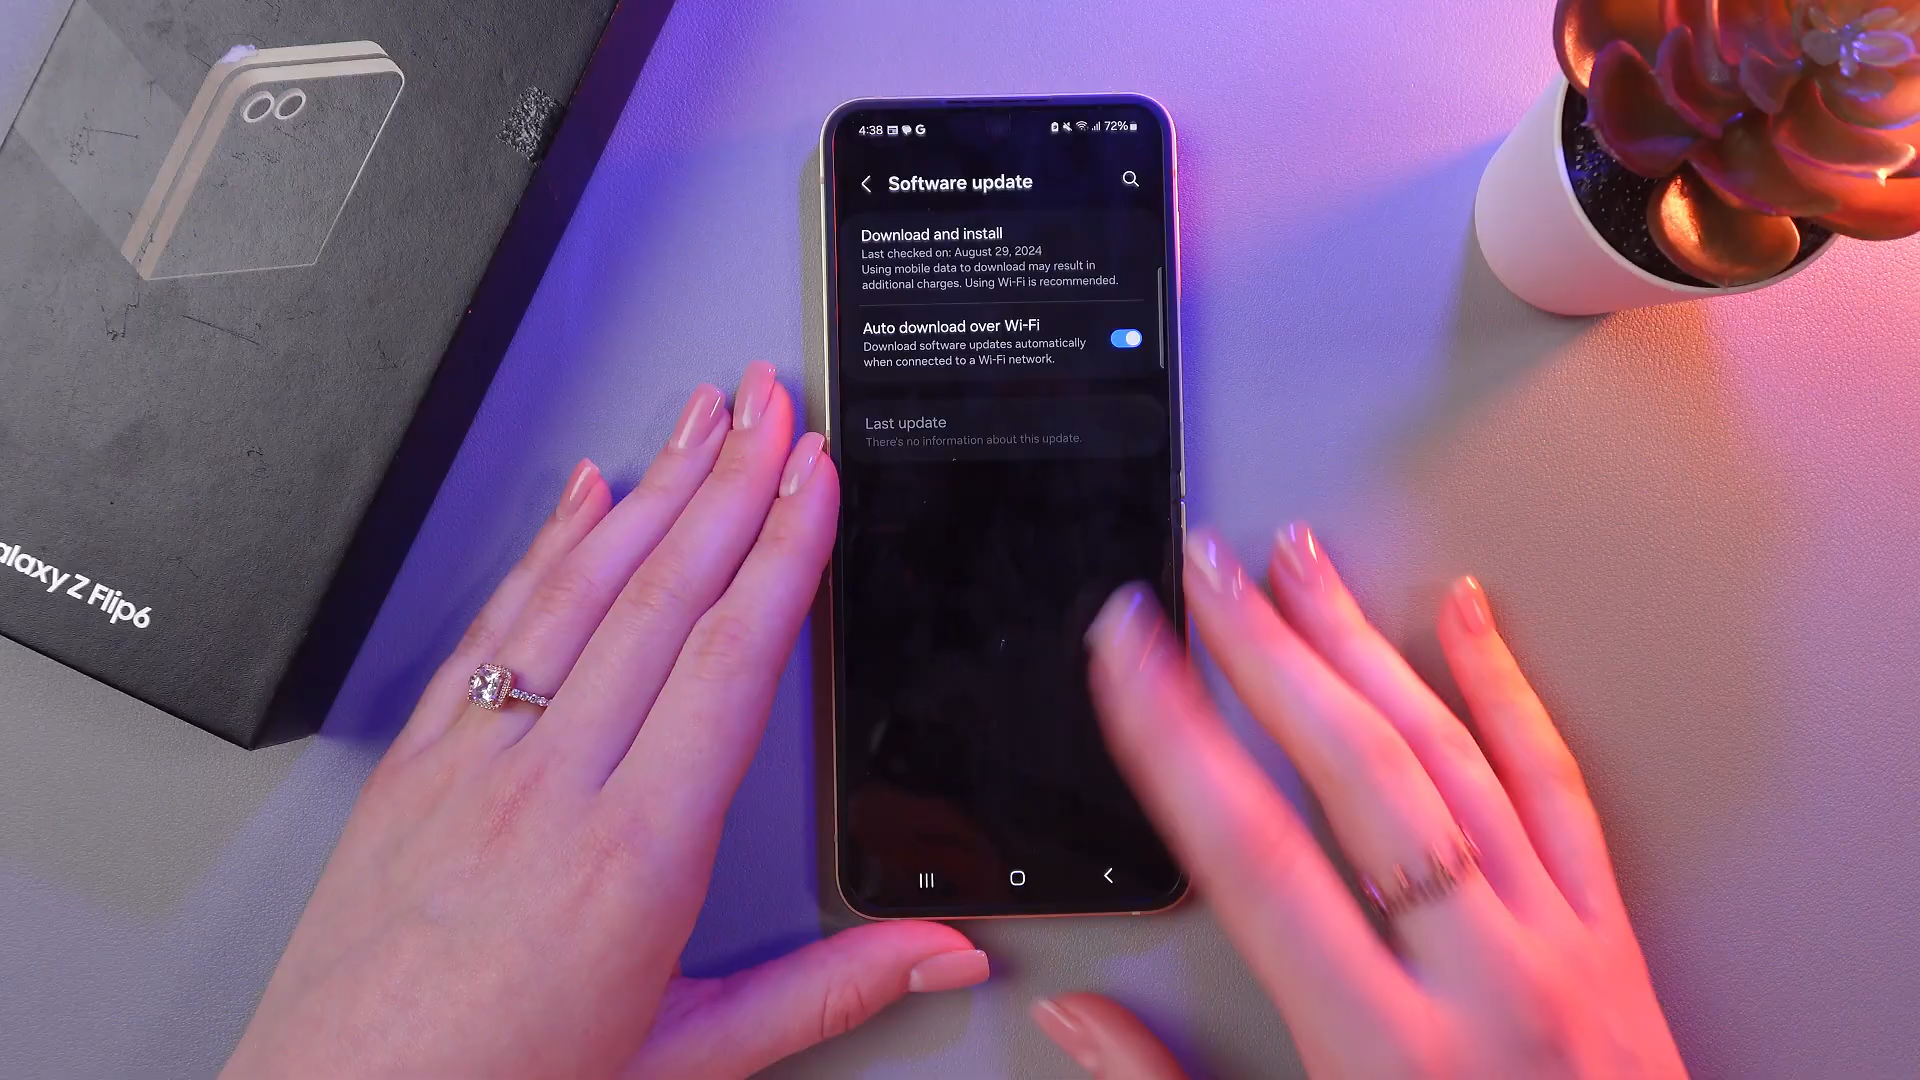 4:38
G
72%
Software update
Download and install
Last checked on: August 29, 2024
Using mobile data to download may result in
additional charges. Using Wi-Fi is recommended.
Auto download over Wi-Fi
Download software updates automatically
when connected to a Wi-Fi network.
Last update
There's no information about this update.
alaxy Z Flip6